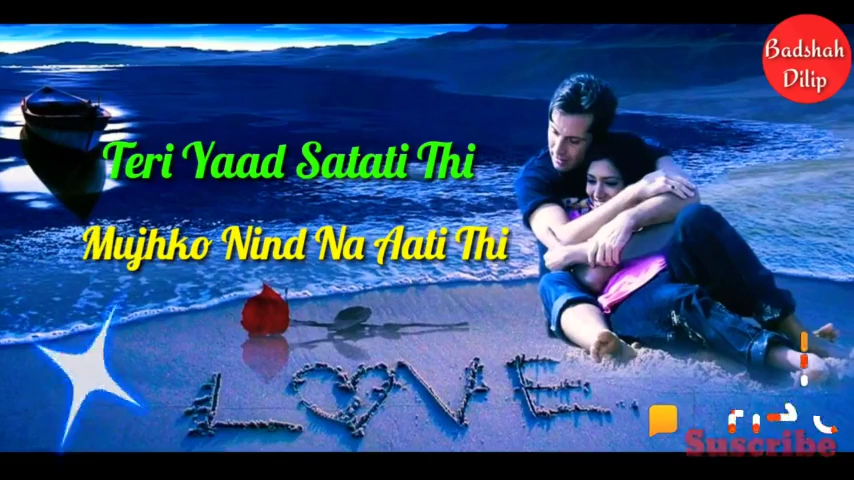 Badshah
Dilip
Teri Yaad Satati Thi
Mujhko Nind Na Aati Thi
LOVE
Suscribe